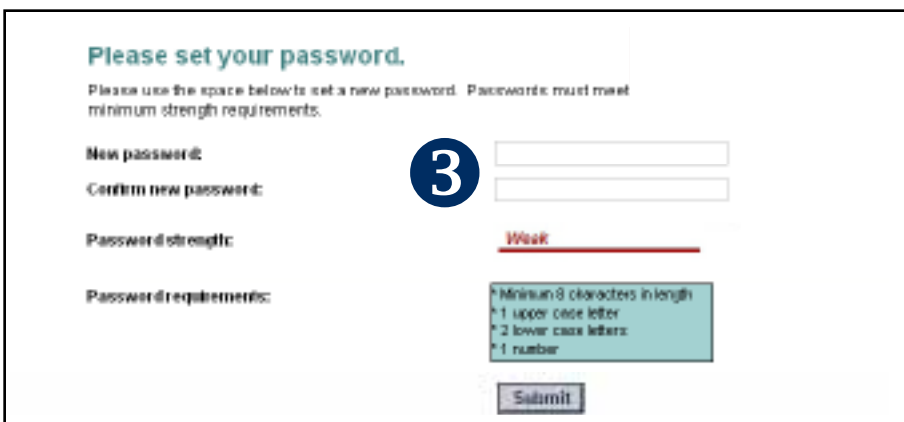 Please set your password.
Please use the space below to set a new password. Passwords must meet
minimum strength requirements.
New password:
3
Confirm new password:
Password strength: Weak
Password requirements:
* Minimum 8 characters in length
* 1 upper case letter
* 2 lower case letters
* 1 number
Submit